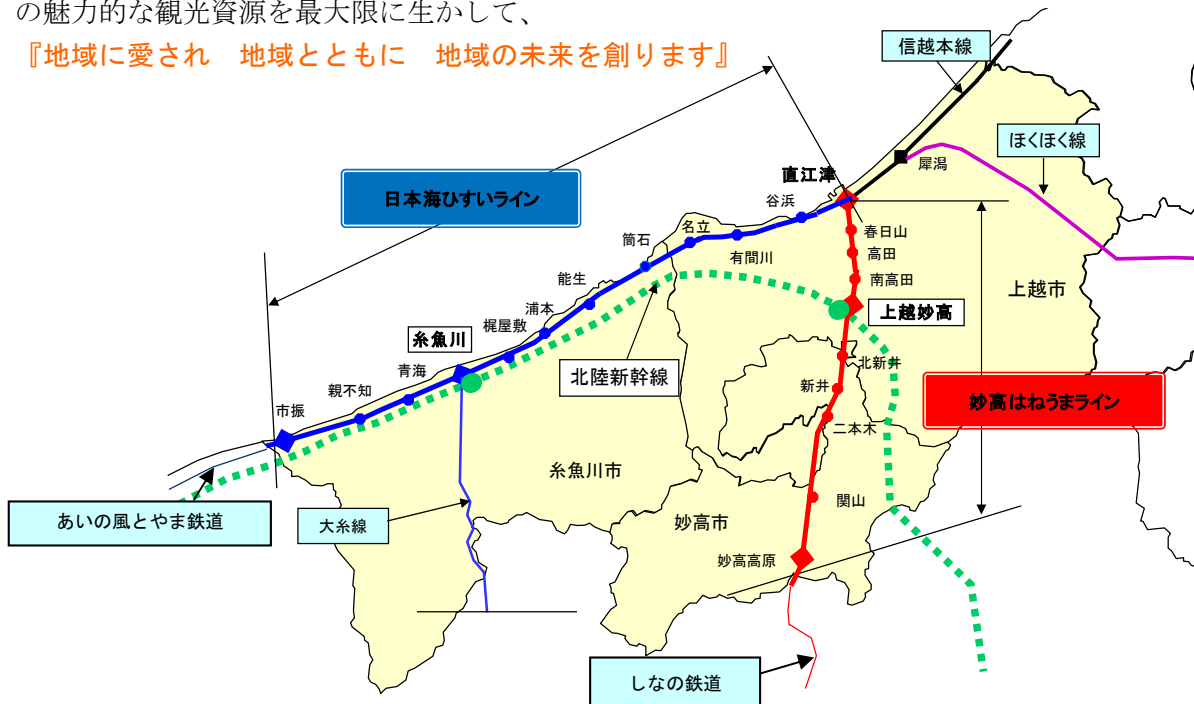 の魅力的な観光資源を最大限に生かして、
『地域に愛され　地域とともに　地域の未来を創ります』
信越本線
ほくほく線
犀潟
直江津
日本海ひすいライン
谷浜
春日山
名立
筒石
高田
有間川
南高田
能生
上越市
浦本
上越妙高
梶屋敷
糸魚川
北陸新幹線
北新井
青海
新井
親不知
妙高はねうまライン
市振
二本木
糸魚川市
関山
あいの風とやま鉄道
大糸線
妙高市
妙高高原
しなの鉄道